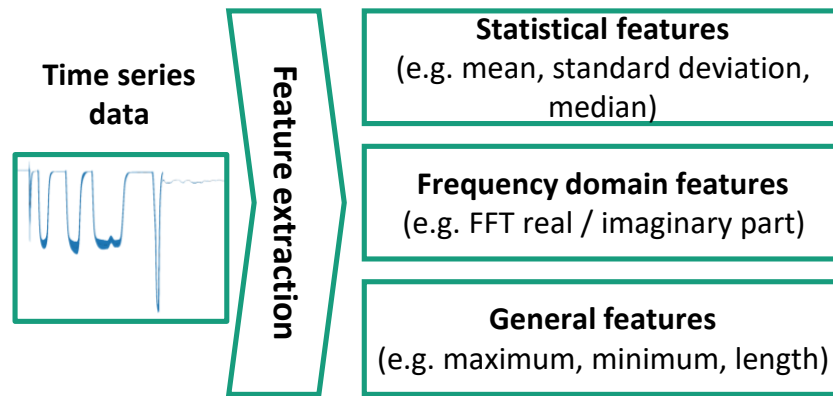 Time series
data
Feature extraction
Statistical features
(e.g. mean, standard deviation,
median)
Frequency domain features
(e.g. FFT real / imaginary part)
General features
(e.g. maximum, minimum, length)